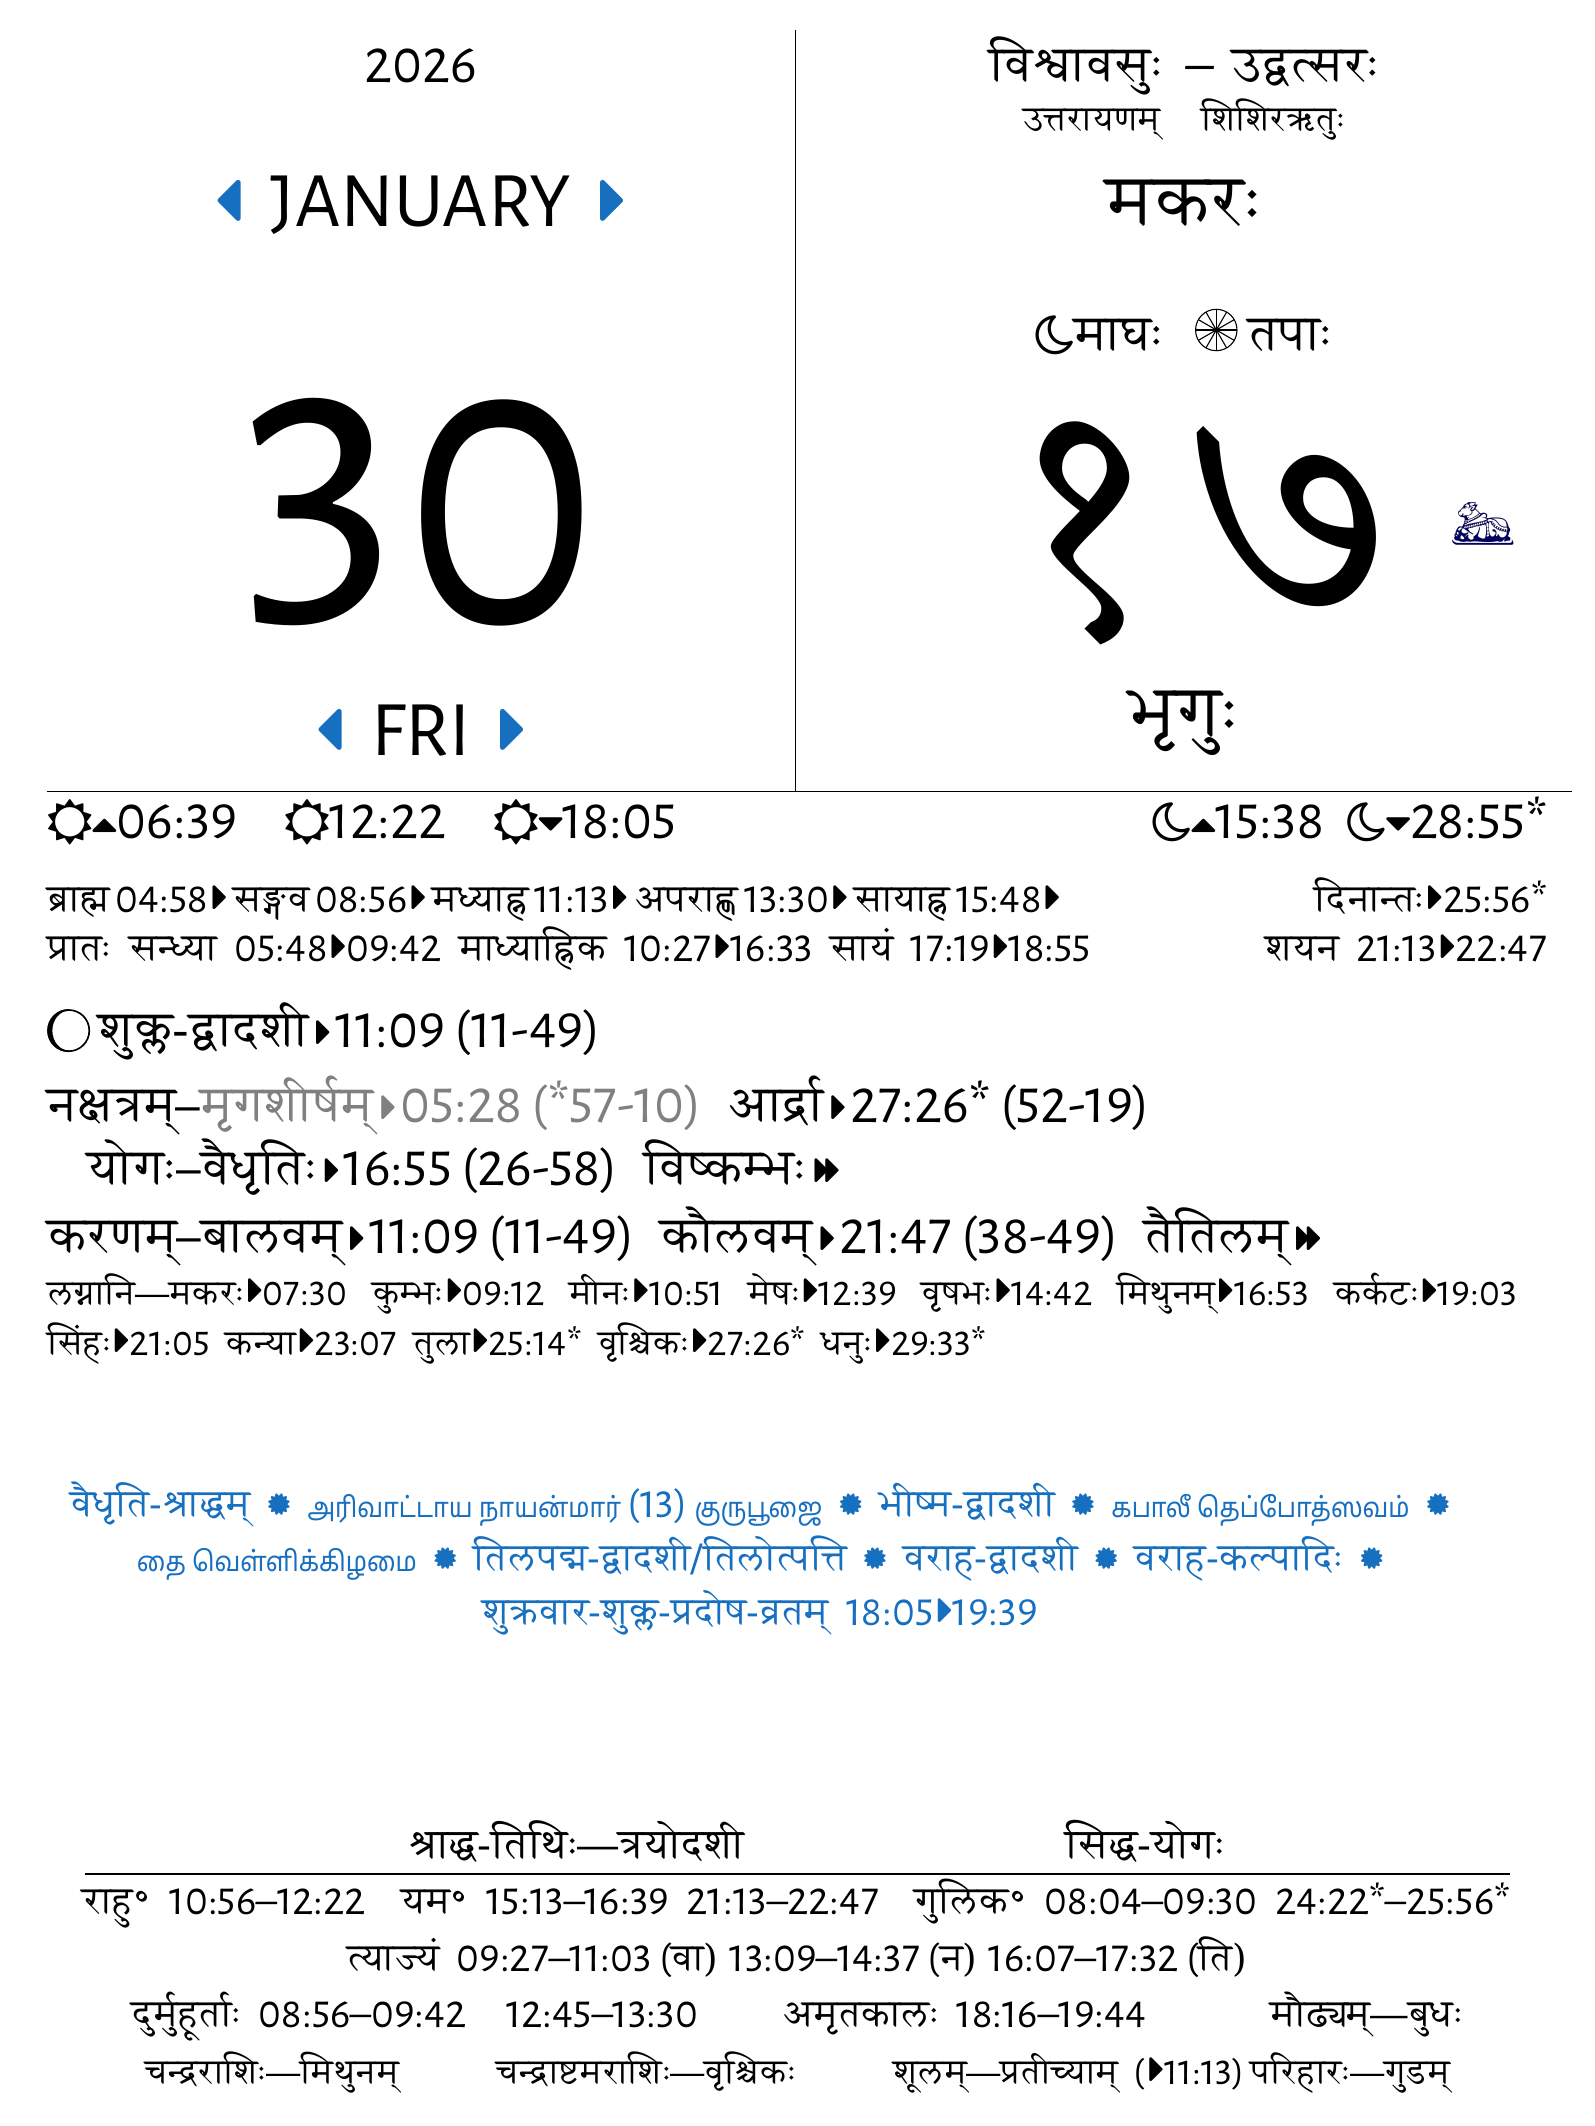 2026
JANUARY
30
FRI
विश्वावसुः – उद्वत्सरः
उत्तरायणम् शिशिरऋतुः
मकरः
माघः तपाः
१७
भृगुः
06:39 12:22 18:05 15:38 28:55*
ब्राह्म 04:58 सङ्गव 08:56 मध्याह्न 11:13 अपराह्ण 13:30 सायाह्न 15:48 दिनान्तः 25:56*
प्रातः सन्ध्या 05:48 09:42 माध्याह्निक 10:27 16:33 सायं 17:19 18:55 शयन 21:13 22:47
शुक्ल-द्वादशी 11:09 (11-49)
नक्षत्रम्–मृगशीर्षम् 05:28 (*57-10) आर्द्रा 27:26* (52-19)
योगः–वैधृतिः 16:55 (26-58) विष्कम्भः
करणम्–बालवम् 11:09 (11-49) कौलवम् 21:47 (38-49) तैतिलम्
लग्नानि—मकरः 07:30 कुम्भः 09:12 मीनः 10:51 मेषः 12:39 वृषभः 14:42 मिथुनम् 16:53 कर्कटः 19:03
सिंहः 21:05 कन्या 23:07 तुला 25:14* वृश्चिकः 27:26* धनुः 29:33*
वैधृति-श्राद्धम् ✹ அரிவாட்டாய நாயன்மார் (13) குருபூஜை ✹ भीष्म-द्वादशी ✹ கபாலீ தெப்போத்ஸவம் ✹
தை வெள்ளிக்கிழமை ✹ तिलपद्म-द्वादशी/तिलोत्पत्ति ✹ वराह-द्वादशी ✹ वराह-कल्पादिः ✹
शुक्रवार-शुक्ल-प्रदोष-व्रतम् 18:05 19:39
श्राद्ध-तिथिः—त्रयोदशी सिद्ध-योगः
राहु॰ 10:56–12:22 यम॰ 15:13–16:39 21:13–22:47 गुलिक॰ 08:04–09:30 24:22*–25:56*
त्याज्यं 09:27–11:03 (वा) 13:09–14:37 (न) 16:07–17:32 (ति)
दुर्मुहूर्ताः 08:56–09:42 12:45–13:30 अमृतकालः 18:16–19:44 मौढ्यम्—बुधः
चन्द्रराशिः—मिथुनम् चन्द्राष्टमराशिः—वृश्चिकः शूलम्—प्रतीच्याम् (11:13) परिहारः—गुडम्